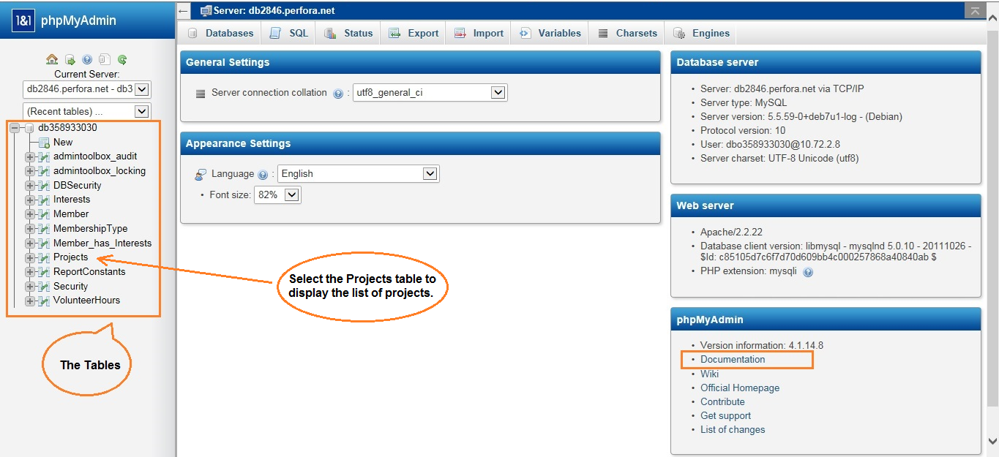 1&1 phpMyAdmin
Current Server:
db2846.perfora.net - db3
(Recent tables) ...
db358933030
New
admintoolbox_audit
admintoolbox_locking
DBSecurity
Interests
Member
MembershipType
Member_has_Interests
Projects
ReportConstants
Security
VolunteerHours
The Tables
Server: db2846.perfora.net
Databases SQL Status Export Import Variables Charsets Engines
General Settings
Server connection collation : utf8_general_ci
Appearance Settings
Language : English
• Font size: 82%
Select the Projects table to
display the list of projects.
Database server
• Server: db2846.perfora.net via TCP/IP
• Server type: MySQL
• Server version: 5.5.59-0+deb7u1-log - (Debian)
• Protocol version: 10
• User: dbo358933030@10.72.2.8
• Server charset: UTF-8 Unicode (utf8)
Web server
• Apache/2.2.22
• Database client version: libmysql - mysqlnd 5.0.10 - 20111026 -
$Id: c85105d7c6f7d70d609bb4c000257868a40840ab $
• PHP extension: mysqli
phpMyAdmin
• Version information: 4.1.14.8
• Documentation
• Wiki
• Official Homepage
• Contribute
• Get support
• List of changes